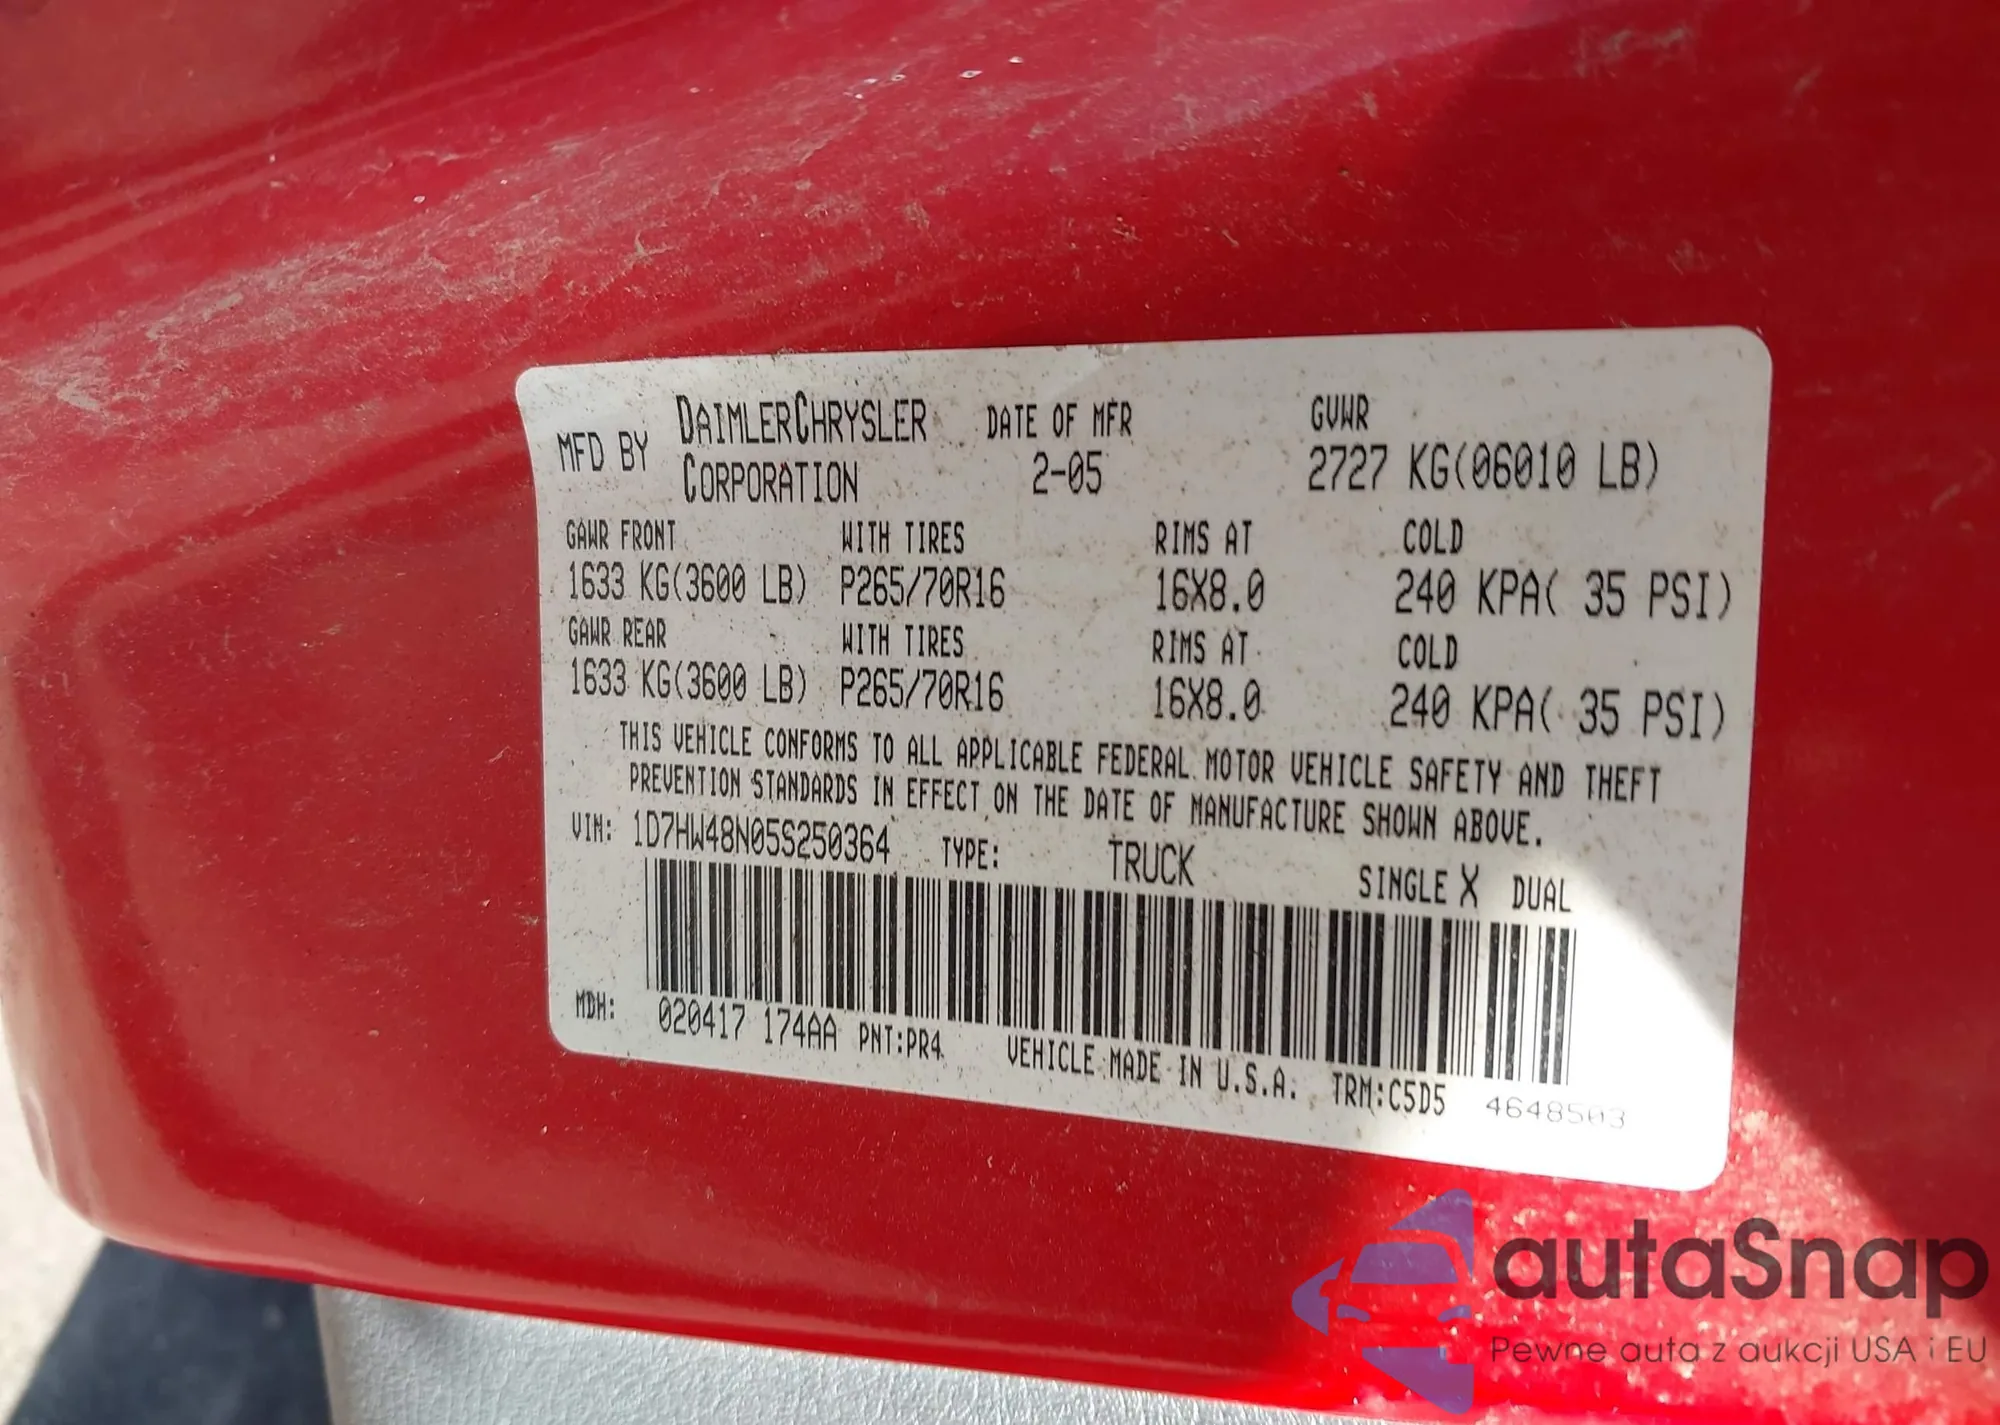 MFD BY DAIMLERCHRYSLER CORPORATION DATE OF MFR 2-05 GVWR 2727 KG(06010 LB)
GAWR FRONT WITH TIRES RIMS AT COLD
1633 KG(3600 LB) P265/70R16 16X8.0 240 KPA( 35 PSI)
GAWR REAR WITH TIRES RIMS AT COLD
1633 KG(3600 LB) P265/70R16 16X8.0 240 KPA( 35 PSI)
THIS VEHICLE CONFORMS TO ALL APPLICABLE FEDERAL MOTOR VEHICLE SAFETY AND THEFT
PREVENTION STANDARDS IN EFFECT ON THE DATE OF MANUFACTURE SHOWN ABOVE.
VIN: 1D7HW48N05S250364 TYPE: TRUCK SINGLE X DUAL
MDH: 020417 174AA PNT:PR4 VEHICLE MADE IN U.S.A. TRM:C5D5 4648503
autaSnap
Pewne auta z aukcji USA i EU